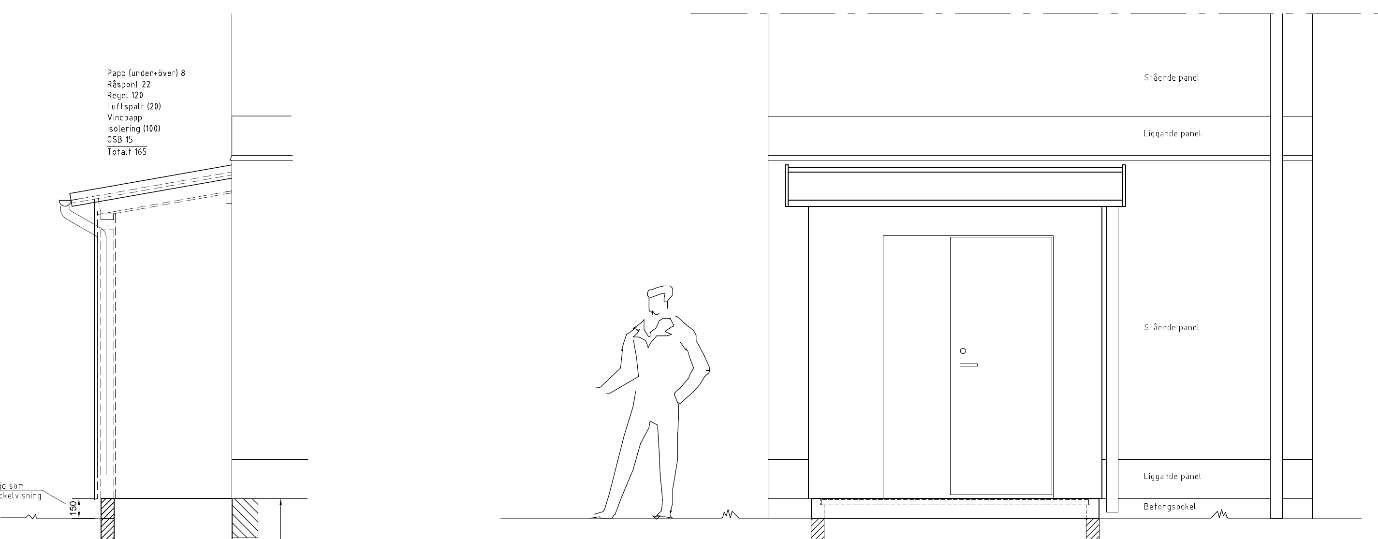 Papp (under+över) 8
Råspont 22
Regel 120
Luftspalt (20)
Vindpapp
Isolering (100)
OSB 15
Totalt 165
Stående panel
Liggande panel
Stående panel
som
150
Liggande panel
Betongsockel